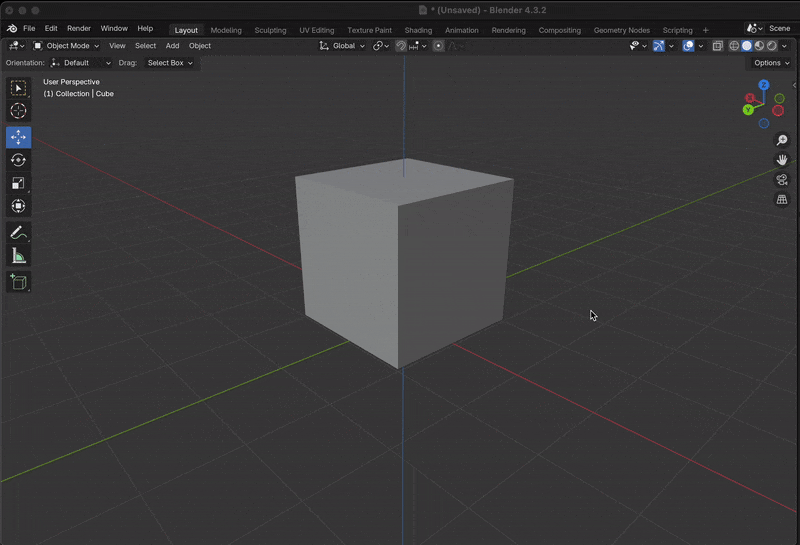 * (Unsaved) - Blender 4.3.2
File Edit Render Window Help Layout Modeling Sculpting UV Editing Texture Paint Shading Animation Rendering Compositing Geometry Nodes Scripting + Scene
Object Mode View Select Add Object Global
Orientation: Default Drag: Select Box Options
User Perspective
(1) Collection | Cube
Z
X
Y